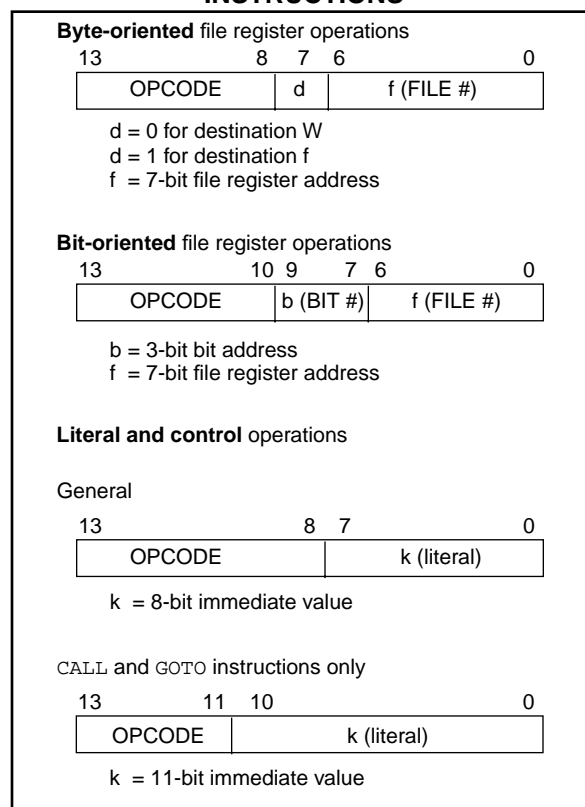 INSTRUCTIONS
Byte-oriented file register operations
13 8 7 6 0
OPCODE d f (FILE #)
d = 0 for destination W
d = 1 for destination f
f = 7-bit file register address
Bit-oriented file register operations
13 10 9 7 6 0
OPCODE b (BIT #) f (FILE #)
b = 3-bit bit address
f = 7-bit file register address
Literal and control operations
General
13 8 7 0
OPCODE k (literal)
k = 8-bit immediate value
CALL and GOTO instructions only
13 11 10 0
OPCODE k (literal)
k = 11-bit immediate value